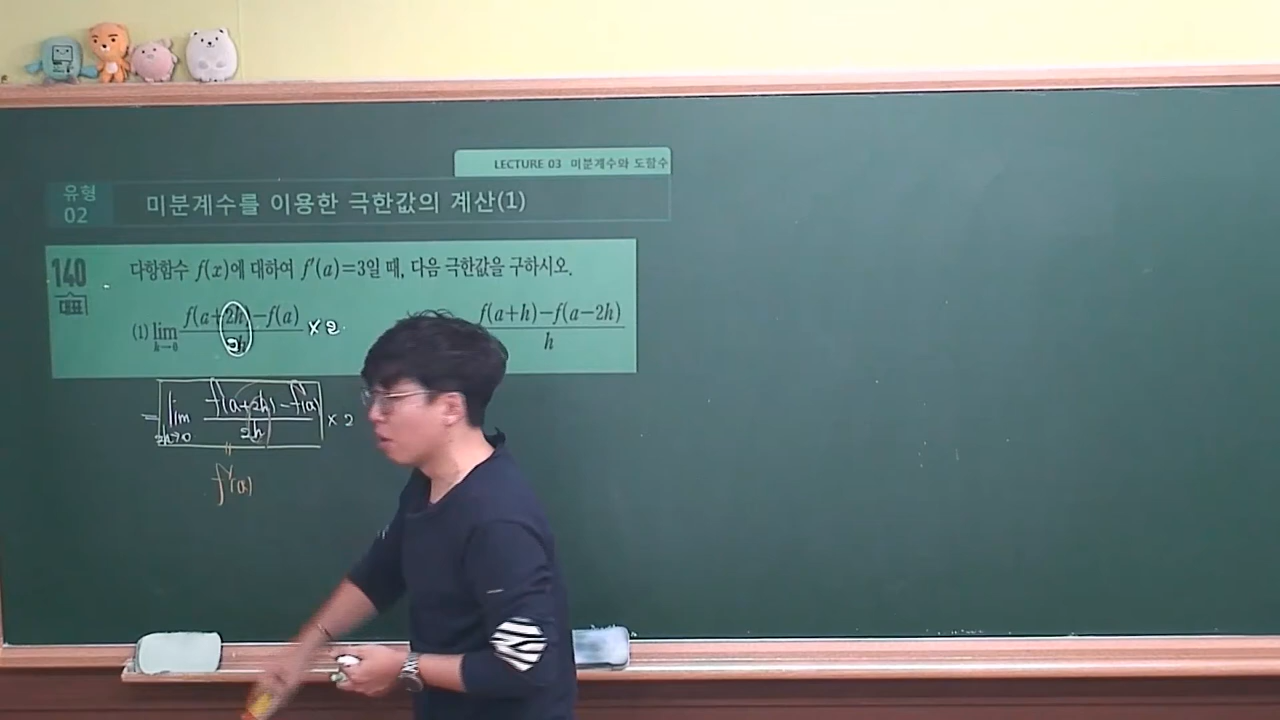 LECTURE 03 미분계수와 도함수
유형
02
미분계수를 이용한 극한값의 계산(1)
140
대표
다항함수 f(x)에 대하여 f′(a)=3일 때, 다음 극한값을 구하시오.
(1) lim h→0 f(a+2h)-f(a) / 2h × 2
f(a+h)-f(a-2h) / h
= lim 2h→0 f(a+2h)-f(a) / 2h × 2
f′(a)